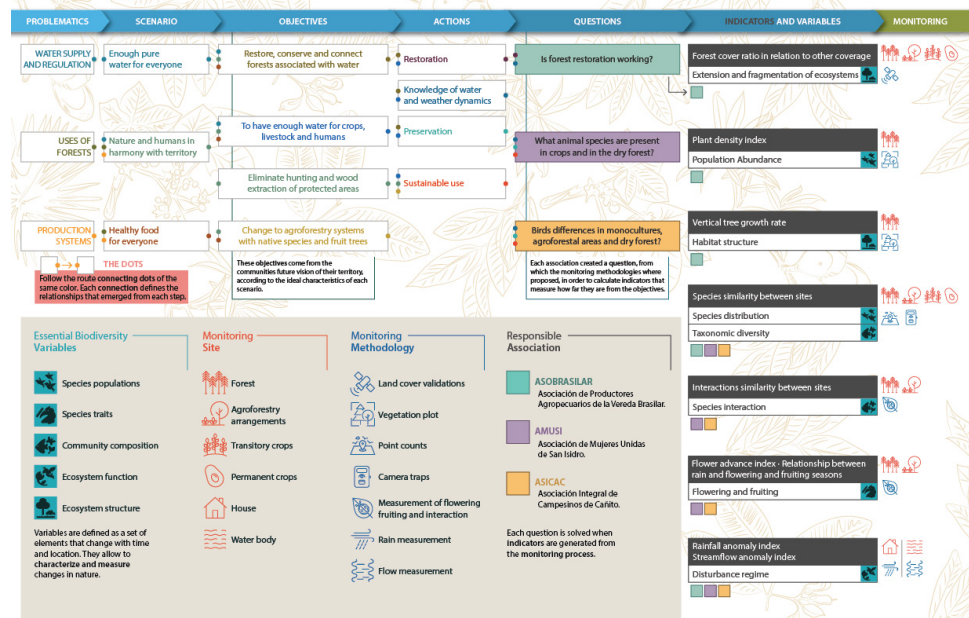 PROBLEMATICS
SCENARIO
OBJECTIVES
ACTIONS
QUESTIONS
INDICATORS AND VARIABLES
MONITORING
WATER SUPPLY
AND REGULATION
Enough pure
water for everyone
Restore, conserve and connect
forests associated with water
Restoration
Is forest restoration working?
Forest cover ratio in relation to other coverage
Extension and fragmentation of ecosystems
Knowledge of water
and weather dynamics
USES OF
FORESTS
Nature and humans in
harmony with territory
To have enough water for crops,
livestock and humans
Preservation
What animal species are present
in crops and in the dry forest?
Plant density index
Population Abundance
Eliminate hunting and wood
extraction of protected areas
Sustainable use
PRODUCTION
SYSTEMS
Healthy food
for everyone
Change to agroforestry systems
with native species and fruit trees
Birds differences in monocultures,
agroforestal areas and dry forest?
Vertical tree growth rate
Habitat structure
THE DOTS
Follow the route connecting dots of the
same color. Each connection defines the
relationships that emerged from each step.
These objectives come from the
communities future vision of their territory,
according to the ideal characteristics of each
scenario.
Each association created a question, from
which the monitoring methodologies where
proposed, in order to calculate indicators that
measure how far they are from the objectives.
Species similarity between sites
Species distribution
Taxonomic diversity
Interactions similarity between sites
Species interaction
Flower advance index · Relationship between
rain and flowering and fruiting seasons
Flowering and fruiting
Rainfall anomaly index
Streamflow anomaly index
Disturbance regime
Essential Biodiversity
Variables
Species populations
Species traits
Community composition
Ecosystem function
Ecosystem structure
Variables are defined as a set of
elements that change with time
and location. They allow to
characterize and measure
changes in nature.
Monitoring
Site
Forest
Agroforestry
arrangements
Transitory crops
Permanent crops
House
Water body
Monitoring
Methodology
Land cover validations
Vegetation plot
Point counts
Camera traps
Measurement of flowering
fruiting and interaction
Rain measurement
Flow measurement
Responsible
Association
ASOBRASILAR
Asociación de Productores
Agropecuarios de la Vereda Brasilar.
AMUSI
Asociación de Mujeres Unidas
de San Isidro.
ASICAC
Asociación Integral de
Campesinos de Cañito.
Each question is solved when
indicators are generated from
the monitoring process.